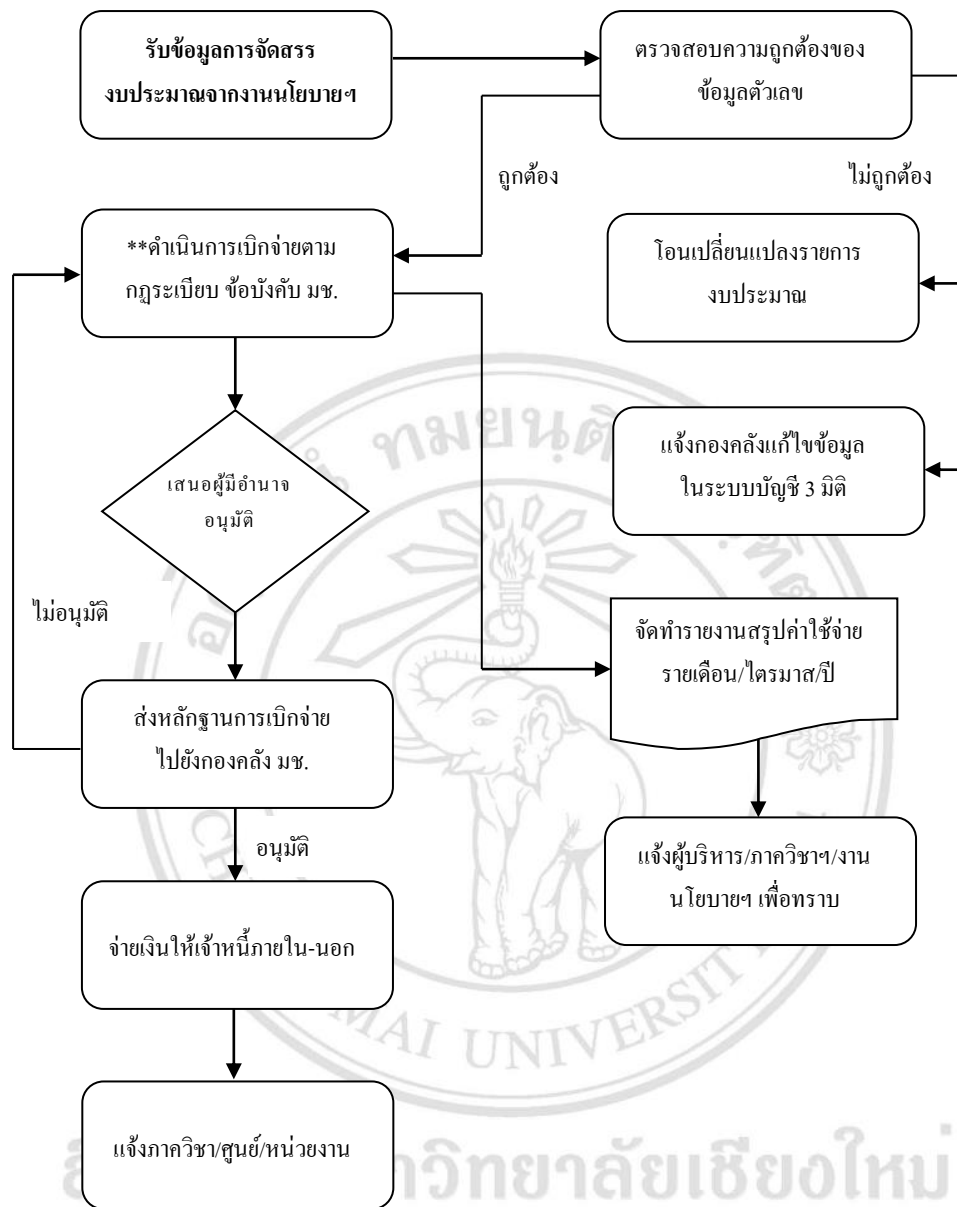 รับข้อมูลการจัดสรร
งบประมาณจากงานนโยบายฯ
ตรวจสอบความถูกต้องของ
ข้อมูลตัวเลข
ถูกต้อง
ไม่ถูกต้อง
**ดำเนินการเบิกจ่ายตาม
กฎระเบียบ ข้อบังคับ มช.
โอนเปลี่ยนแปลงรายการ
งบประมาณ
แจ้งกองคลังแก้ไขข้อมูล
ในระบบบัญชี 3 มิติ
เสนอผู้มีอำนาจ
อนุมัติ
ไม่อนุมัติ
จัดทำรายงานสรุปค่าใช้จ่าย
รายเดือน/ไตรมาส/ปี
ส่งหลักฐานการเบิกจ่าย
ไปยังกองคลัง มช.
อนุมัติ
แจ้งผู้บริหาร/ภาควิชาฯ/งาน
นโยบายฯ เพื่อทราบ
จ่ายเงินให้เจ้าหนี้ภายใน-นอก
แจ้งภาควิชา/ศูนย์/หน่วยงาน
MAI UNIVERSIT
าวิทยาลัยเชียงใหม่